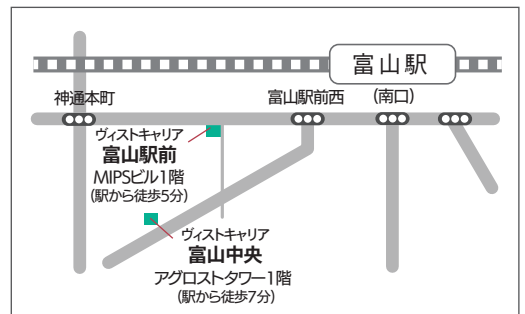 富山駅
神通本町
富山駅前西
(南口)
ヴィストキャリア
富山駅前
MIPSビル1階
(駅から徒歩5分)
ヴィストキャリア
富山中央
アグロストタワー1階
(駅から徒歩7分)